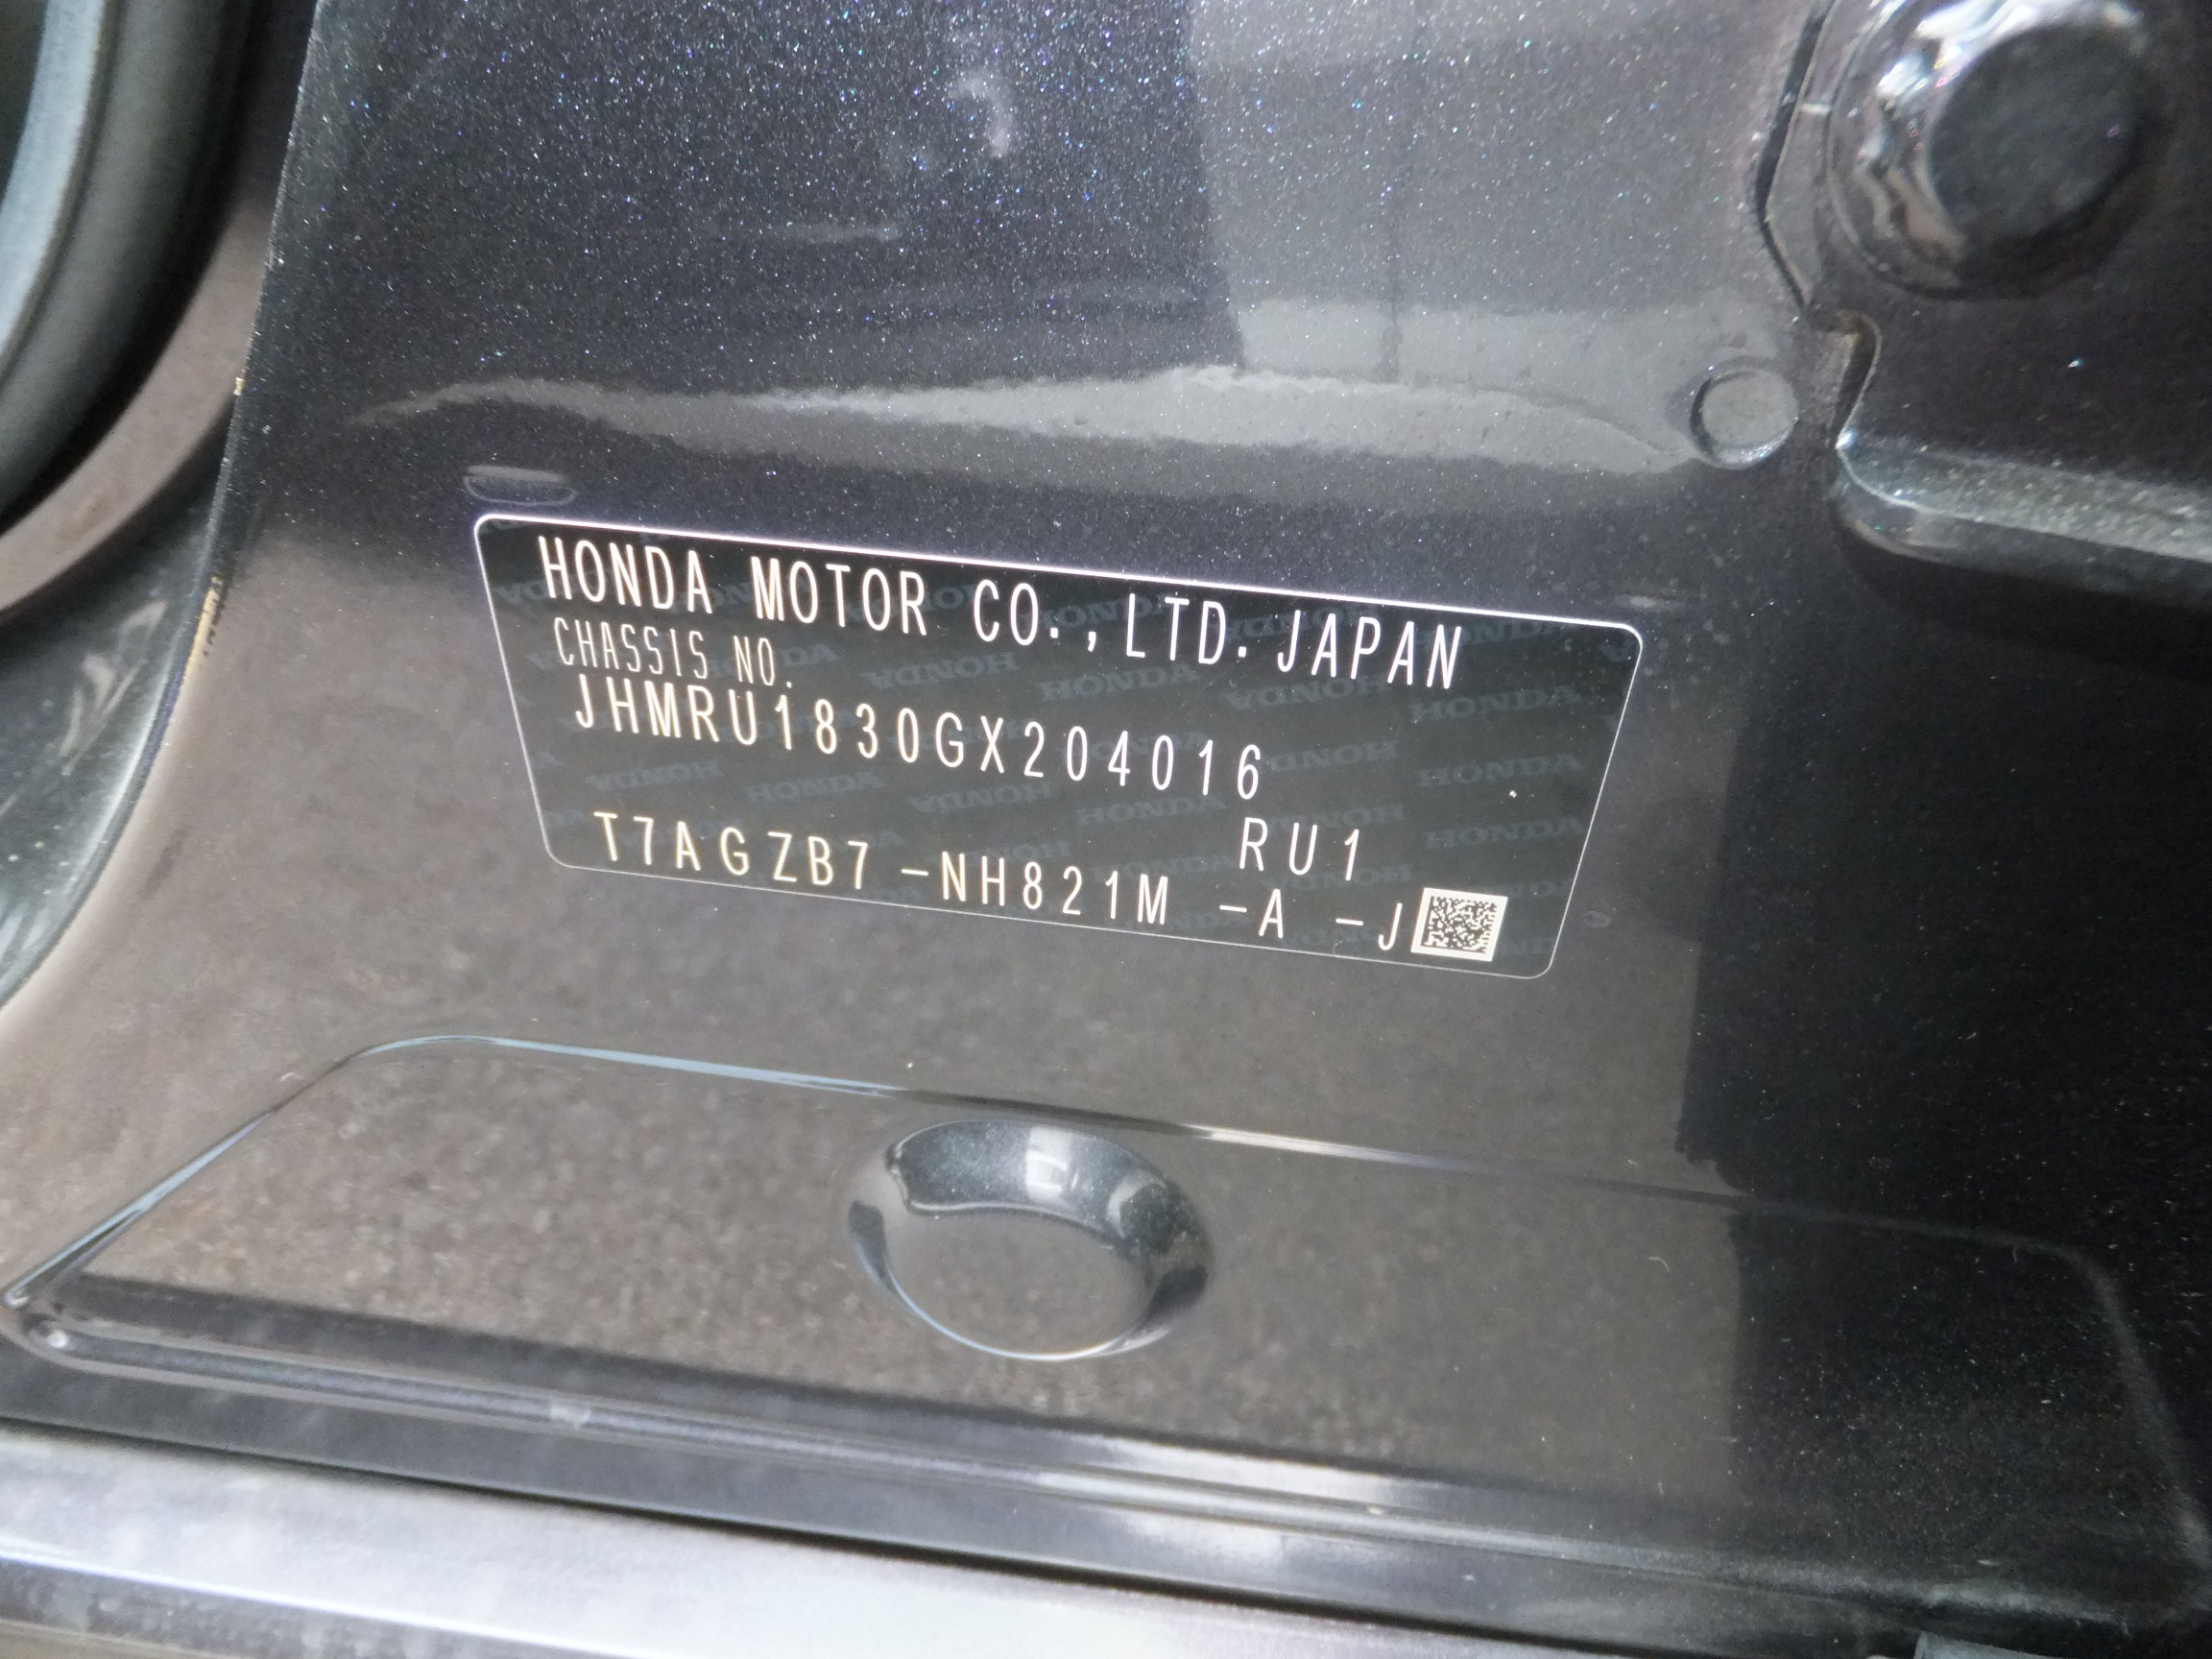 HONDA MOTOR CO.,LTD.JAPAN
CHASSIS NO.
JHMRU1830GX204016
RU1
T7AGZB7-NH821M -A -J